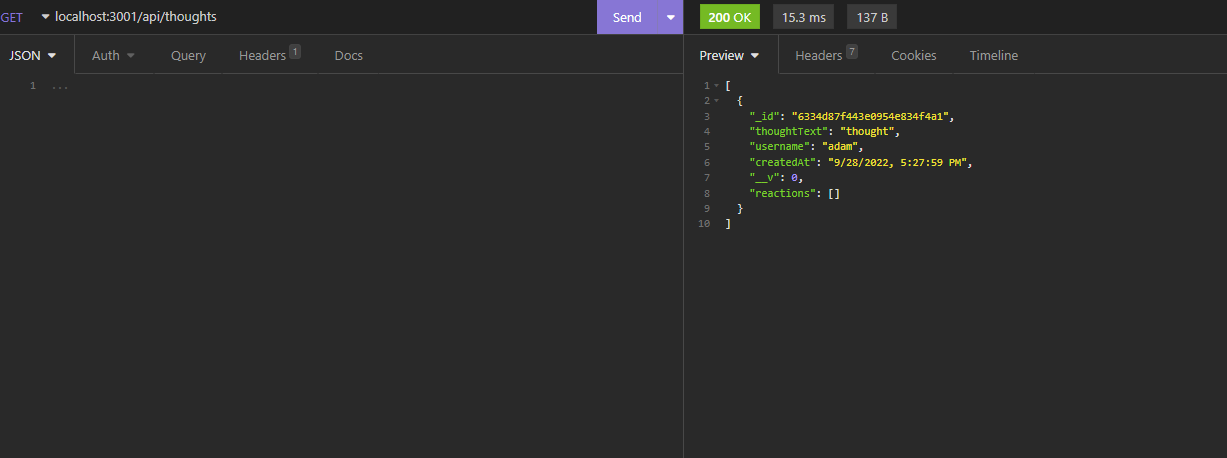 GET localhost:3001/api/thoughts Send 200 OK 15.3 ms 137 B
JSON Auth Query Headers 1 Docs Preview Headers 7 Cookies Timeline
1 ...
1 [
2 {
3 "_id": "6334d87f443e0954e834f4a1",
4 "thoughtText": "thought",
5 "username": "adam",
6 "createdAt": "9/28/2022, 5:27:59 PM",
7 "__v": 0,
8 "reactions": []
9 }
10 ]